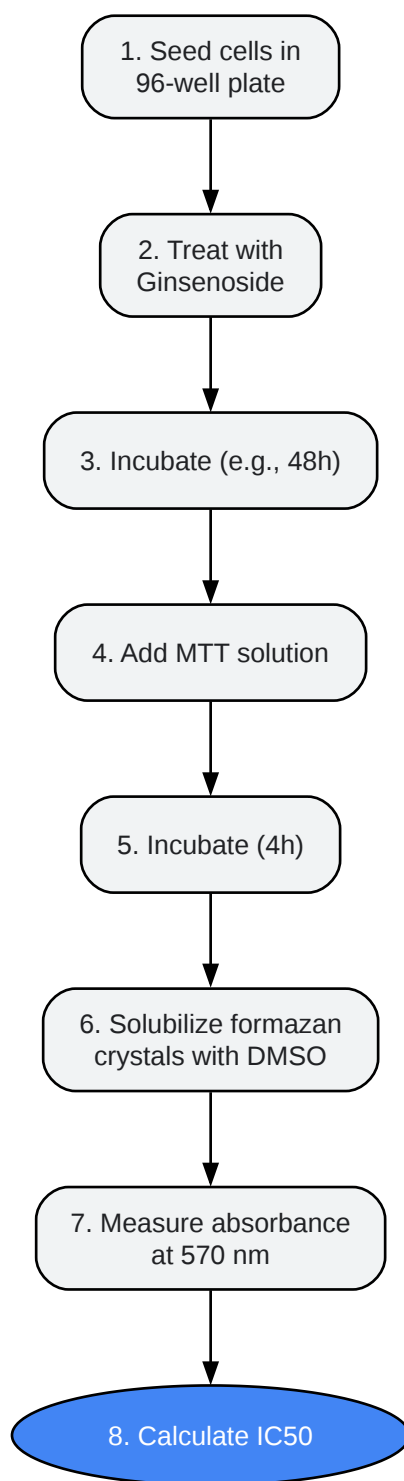 1. Seed cells in
96-well plate
2. Treat with
Ginsenoside
3. Incubate (e.g., 48h)
4. Add MTT solution
5. Incubate (4h)
6. Solubilize formazan
crystals with DMSO
7. Measure absorbance
at 570 nm
8. Calculate IC50